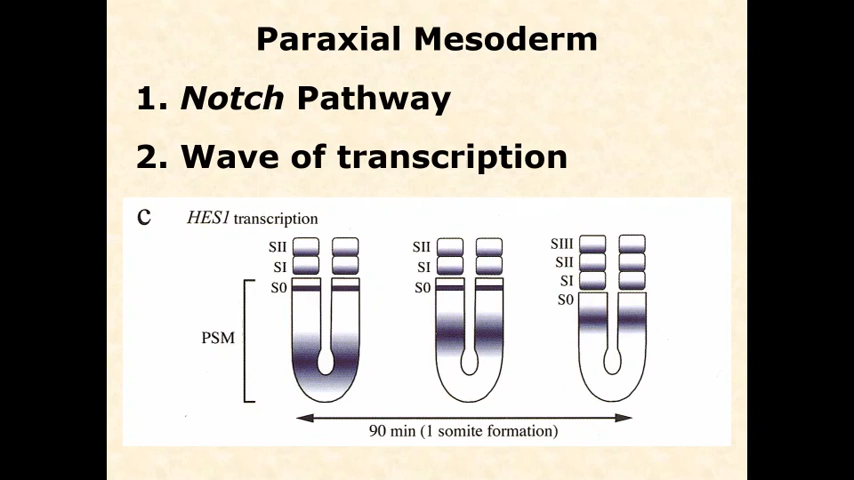 Paraxial Mesoderm
1. Notch Pathway
2. Wave of transcription
C HES1 transcription
SII SII SIII
SI SI SII
SI
S0 S0 S0
PSM
90 min (1 somite formation)